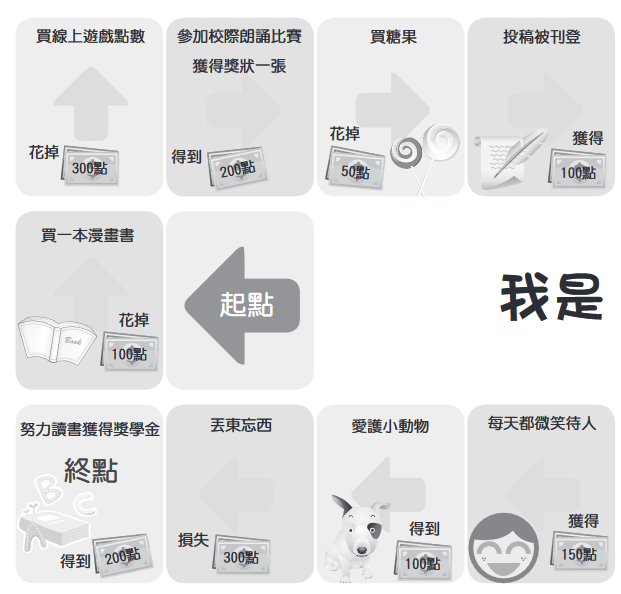 買線上遊戲點數
花掉
300點
參加校際朗誦比賽
獲得獎狀一張
得到
200點
買糖果
花掉
50點
投稿被刊登
獲得
100點
買一本漫畫書
花掉
Book
100點
起點
我是
努力讀書獲得獎學金
終點
B
C
A
得到
200點
丟東忘西
損失
300點
愛護小動物
得到
100點
每天都微笑待人
獲得
150點